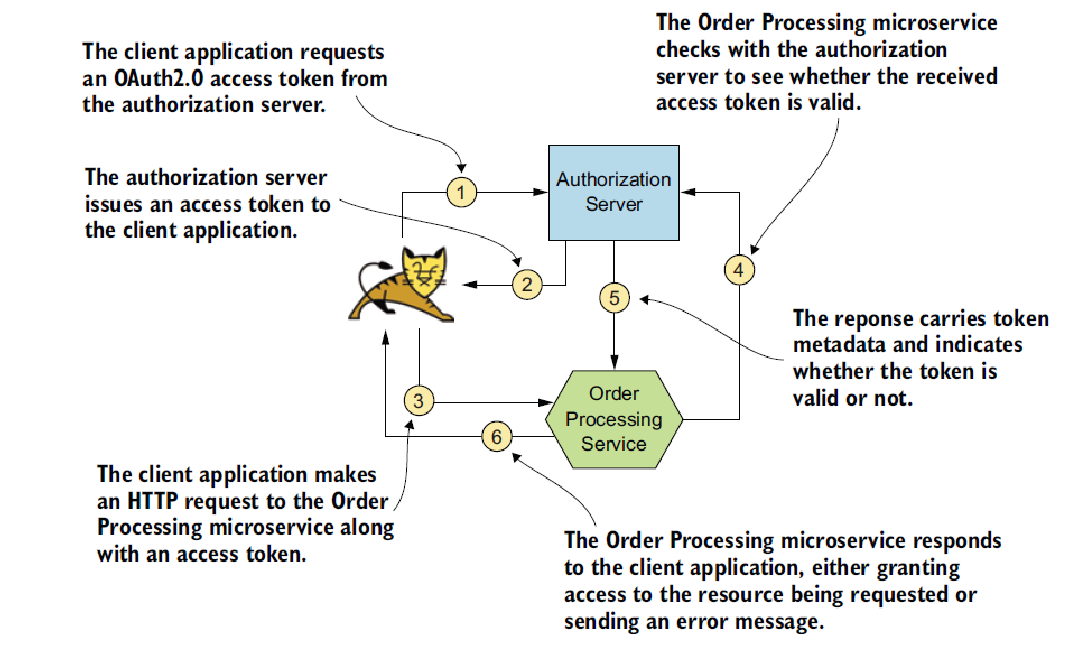 The client application requests
an OAuth2.0 access token from
the authorization server.
The Order Processing microservice
checks with the authorization
server to see whether the received
access token is valid.
The authorization server
issues an access token to
the client application.
1
Authorization
Server
2
4
5
The reponse carries token
metadata and indicates
whether the token is
valid or not.
3
Order
Processing
Service
6
The client application makes
an HTTP request to the Order
Processing microservice along
with an access token.
The Order Processing microservice responds
to the client application, either granting
access to the resource being requested or
sending an error message.